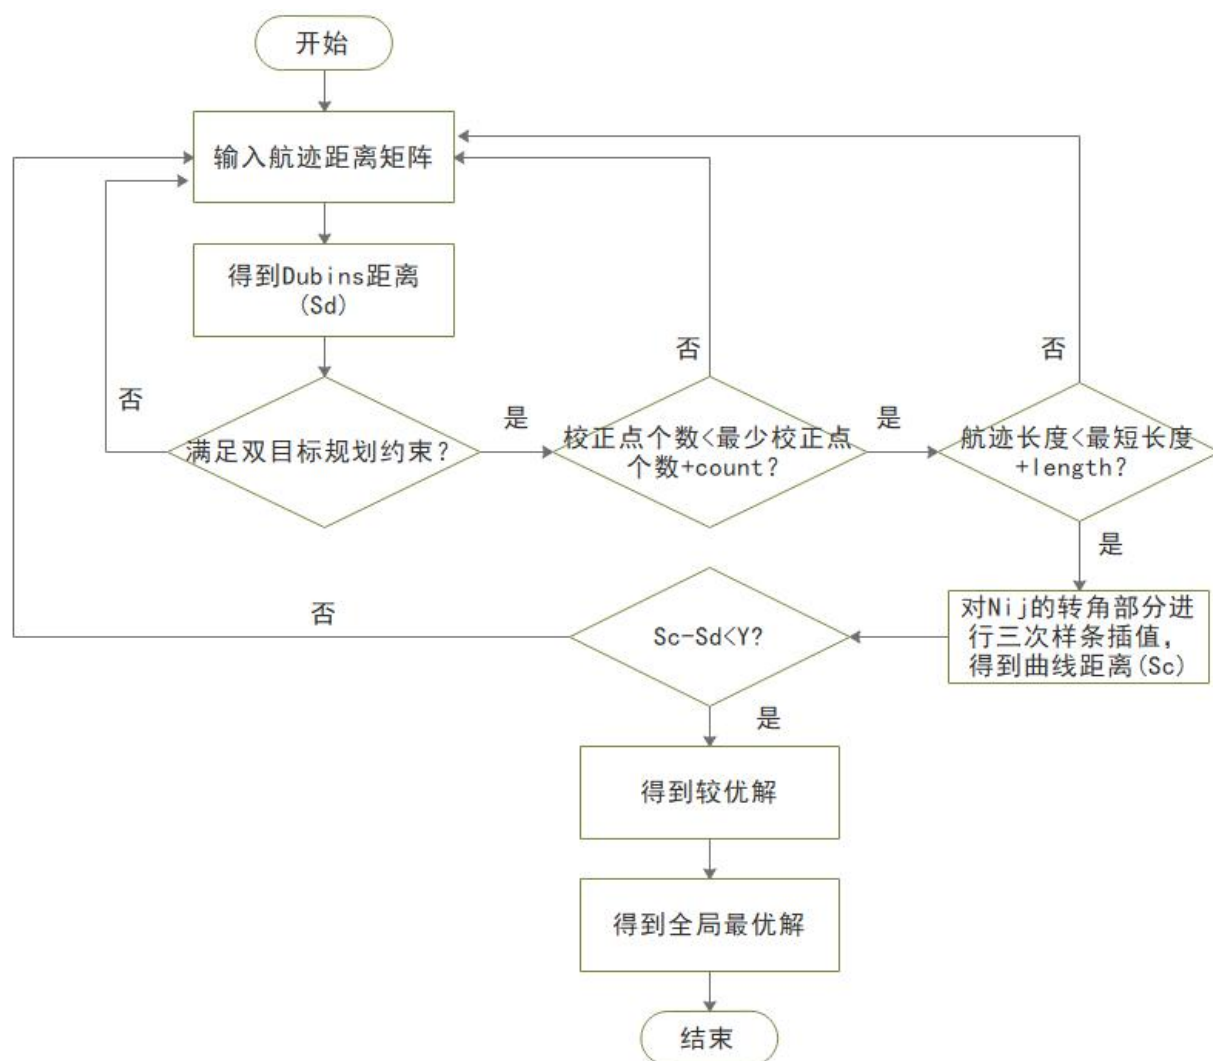 开始
输入航迹距离矩阵
得到Dubins距离
(Sd)
否
满足双目标规划约束？
是
否
校正点个数<最少校正点
个数+count？
是
否
航迹长度<最短长度
+length？
是
对Nij的转角部分进
行三次样条插值，
得到曲线距离(Sc)
Sc-Sd<Y?
否
是
得到较优解
得到全局最优解
结束